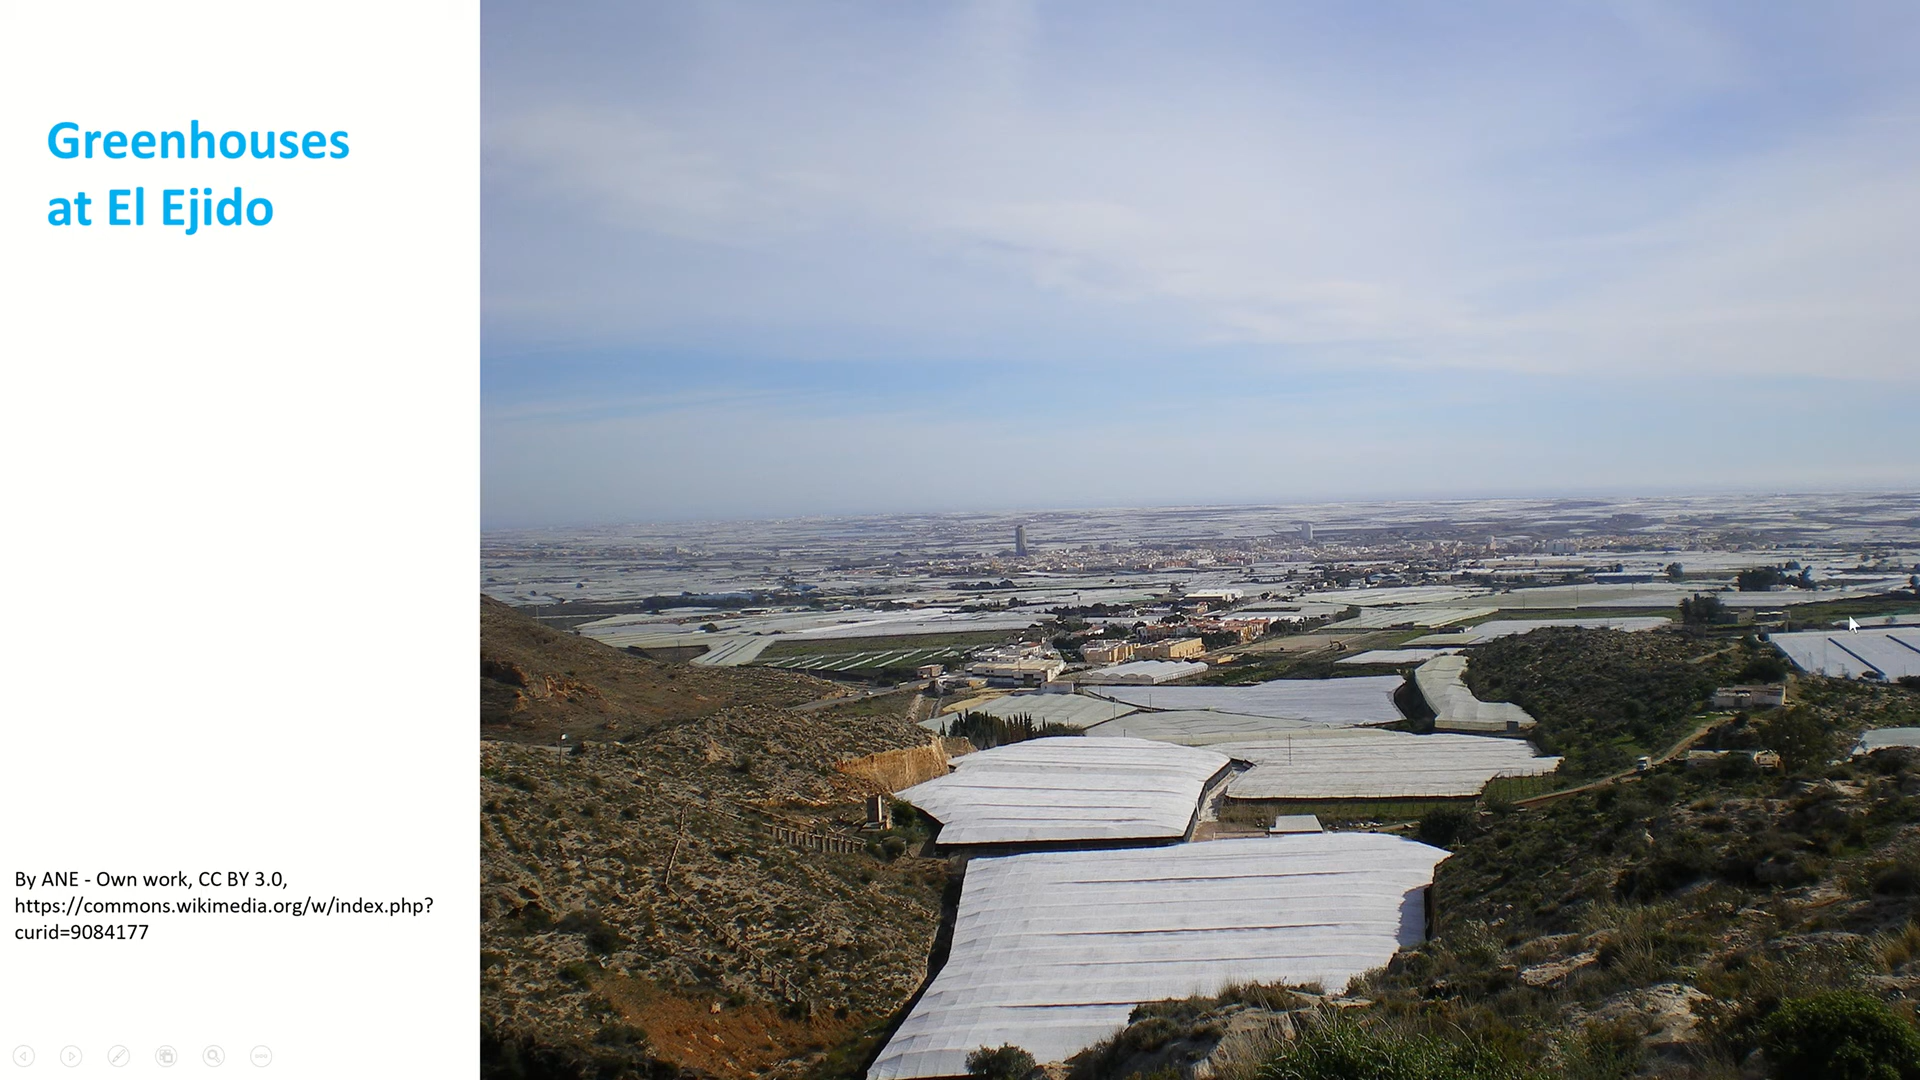 Greenhouses
at El Ejido
By ANE - Own work, CC BY 3.0,
https://commons.wikimedia.org/w/index.php?
curid=9084177